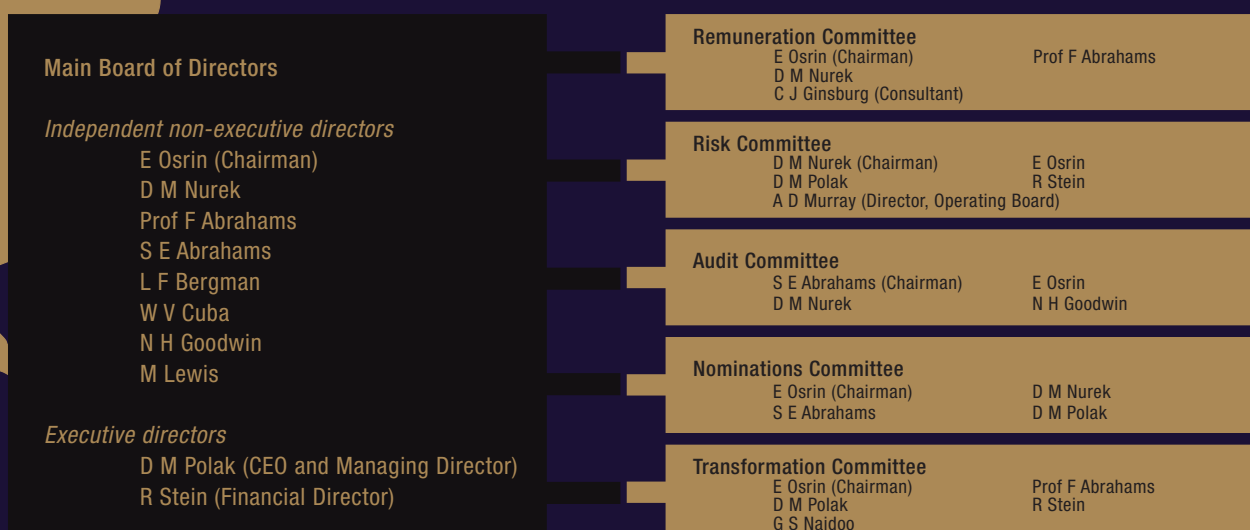 Main Board of Directors
Independent non-executive directors
E Osrin (Chairman)
D M Nurek
Prof F Abrahams
S E Abrahams
L F Bergman
W V Cuba
N H Goodwin
M Lewis
Executive directors
D M Polak (CEO and Managing Director)
R Stein (Financial Director)
Remuneration Committee
E Osrin (Chairman) Prof F Abrahams
D M Nurek
C J Ginsburg (Consultant)
Risk Committee
D M Nurek (Chairman) E Osrin
D M Polak R Stein
A D Murray (Director, Operating Board)
Audit Committee
S E Abrahams (Chairman) E Osrin
D M Nurek N H Goodwin
Nominations Committee
E Osrin (Chairman) D M Nurek
S E Abrahams D M Polak
Transformation Committee
E Osrin (Chairman) Prof F Abrahams
D M Polak R Stein
G S Naidoo